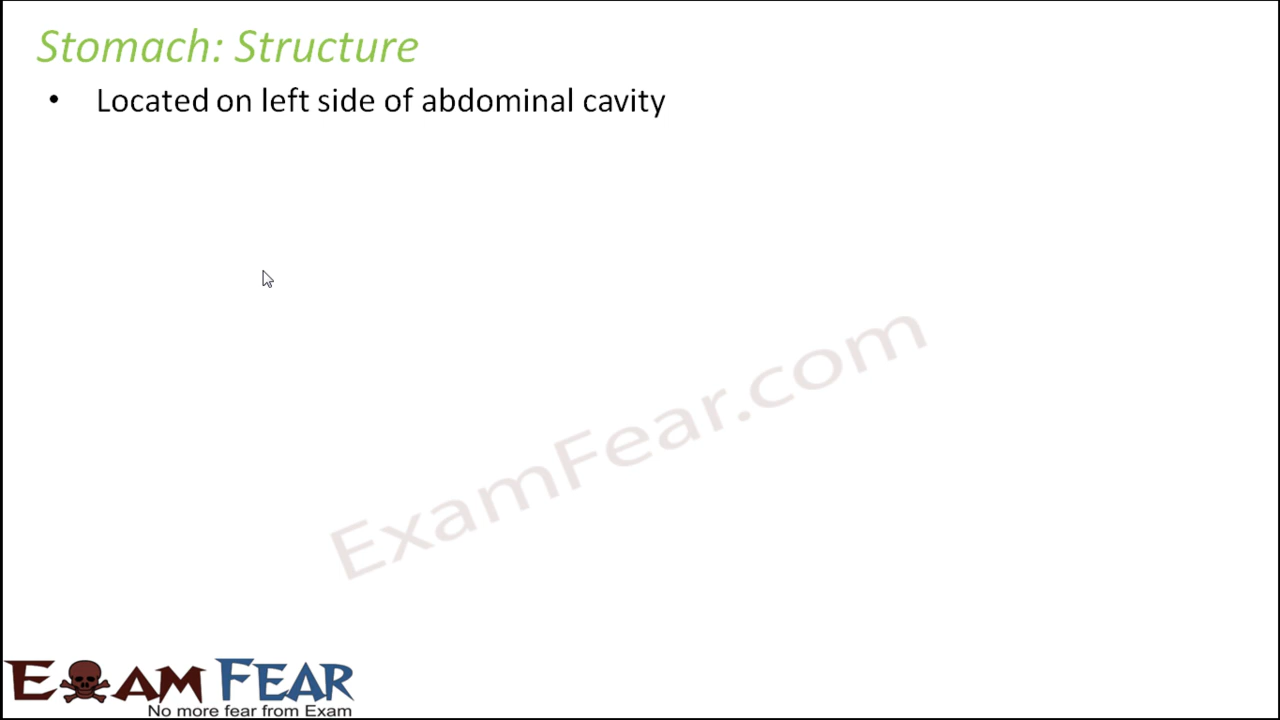 Stomach: Structure
• Located on left side of abdominal cavity
ExamFear.com
EXAM FEAR
No more fear from Exam